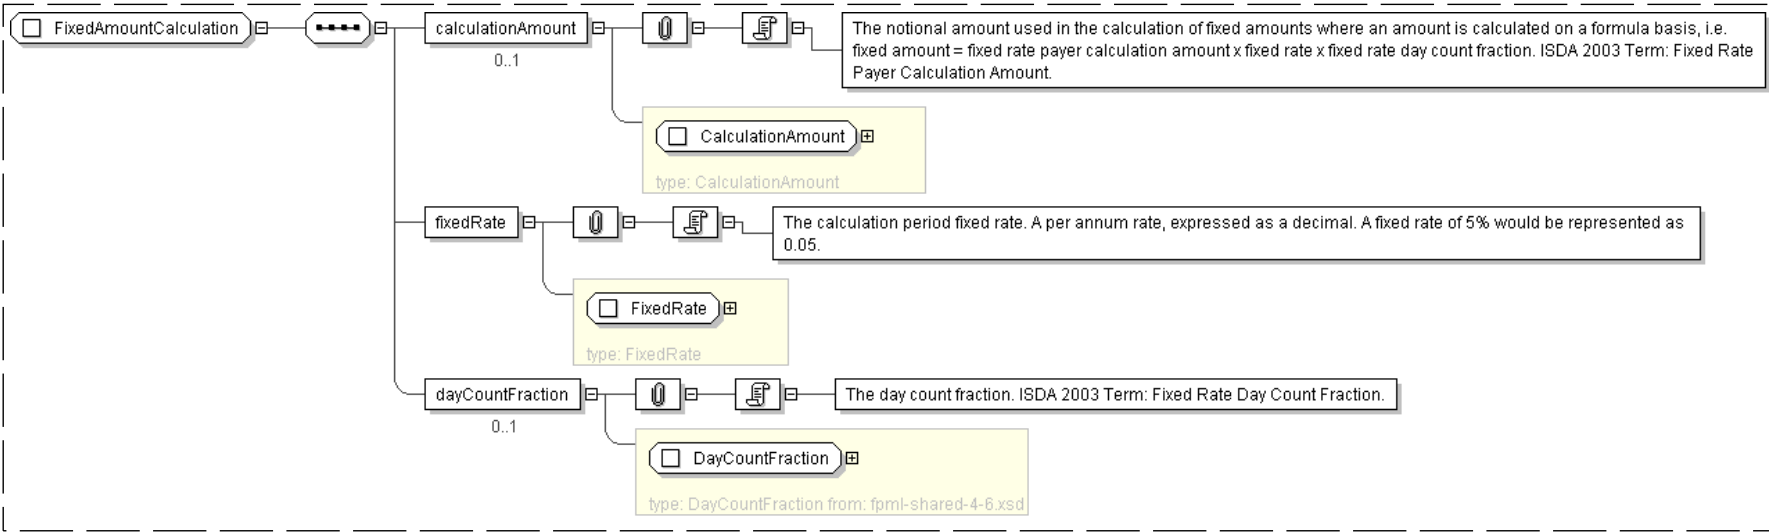 FixedAmountCalculation
calculationAmount
0..1
The notional amount used in the calculation of fixed amounts where an amount is calculated on a formula basis, i.e.
fixed amount = fixed rate payer calculation amount x fixed rate x fixed rate day count fraction. ISDA 2003 Term: Fixed Rate
Payer Calculation Amount.
CalculationAmount
type: CalculationAmount
fixedRate
The calculation period fixed rate. A per annum rate, expressed as a decimal. A fixed rate of 5% would be represented as
0.05.
FixedRate
type: FixedRate
dayCountFraction
0..1
The day count fraction. ISDA 2003 Term: Fixed Rate Day Count Fraction.
DayCountFraction
type: DayCountFraction from: fpml-shared-4-6.xsd